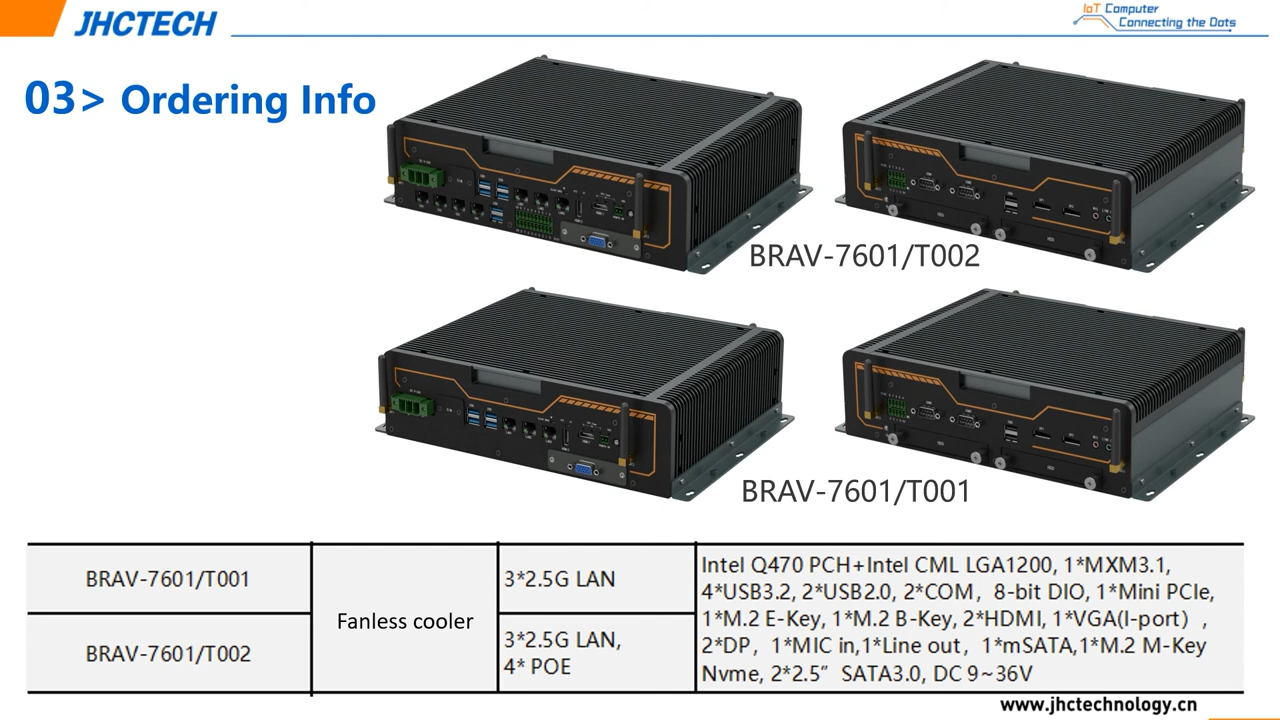 JHCTECH
IoT Computer
Connecting the Dots
03> Ordering Info
BRAV-7601/T002
BRAV-7601/T001
BRAV-7601/T001
Fanless cooler
3*2.5G LAN
BRAV-7601/T002
3*2.5G LAN,
4* POE
Intel Q470 PCH+Intel CML LGA1200, 1*MXM3.1,
4*USB3.2, 2*USB2.0, 2*COM, 8-bit DIO, 1*Mini PCIe,
1*M.2 E-Key, 1*M.2 B-Key, 2*HDMI, 1*VGA(I-port) ,
2*DP, 1*MIC in,1*Line out, 1*mSATA,1*M.2 M-Key
Nvme, 2*2.5” SATA3.0, DC 9~36V
www.jhctechnology.cn